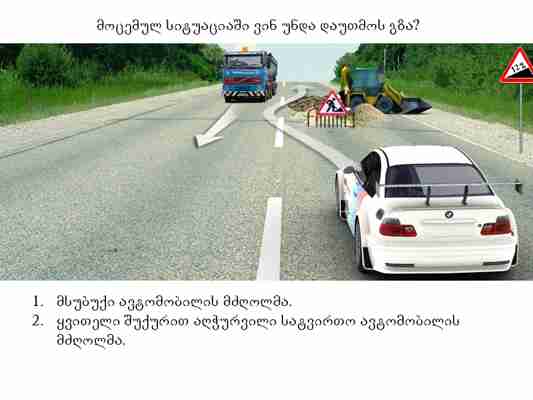 მოცემულ სიტუაციაში ვინ უნდა დაუთმოს გზა?
12%
1. მსუბუქი ავტომობილის მძღოლმა.
2. ყვითელი შუქურით აღჭურვილი სატვირთო ავტომობილის
მძღოლმა.